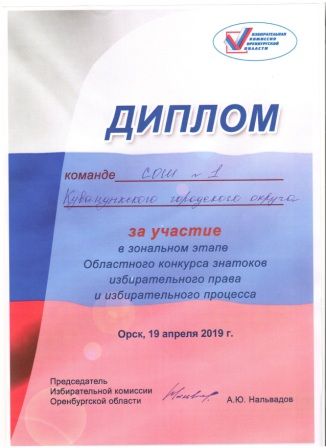 ИЗБИРАТЕЛЬНАЯ
КОМИССИЯ
ОРЕНБУРГСКОЙ
ОБЛАСТИ
ДИПЛОМ
команде СОШ № 1
Кувандыкского городского округа
за участие
в зональном этапе
Областного конкурса знатоков
избирательного права
и избирательного процесса
Орск, 19 апреля 2019 г.
Председатель
Избирательной комиссии
Оренбургской области А.Ю. Нальвадов